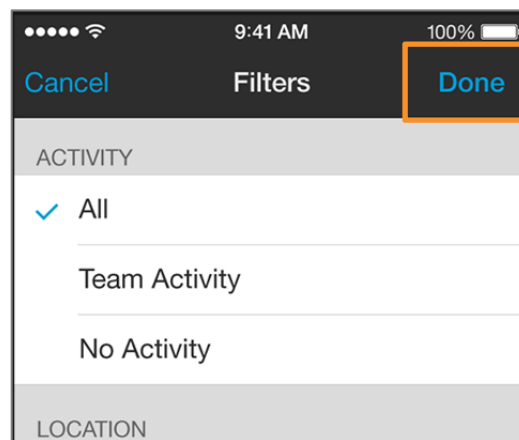 9:41 AM 100%
Cancel Filters Done
ACTIVITY
All
Team Activity
No Activity
LOCATION